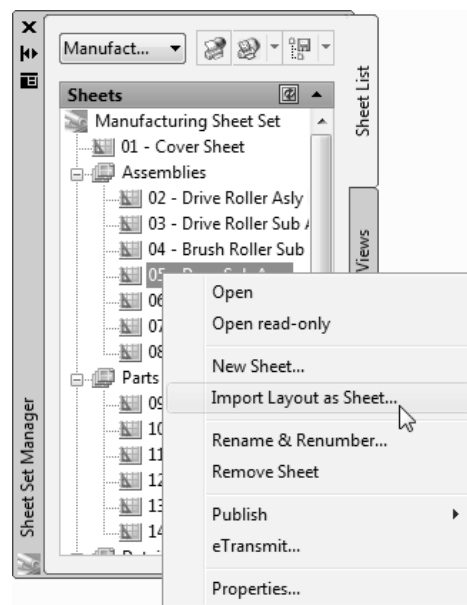 Manufact...
Sheet List
Sheets
Manufacturing Sheet Set
01 - Cover Sheet
Assemblies
02 - Drive Roller Asly
03 - Drive Roller Sub
04 - Brush Roller Sub
Views
05
06
07
08
Parts
09
10
11
12
13
14
Open
Open read-only
New Sheet...
Import Layout as Sheet...
Rename & Renumber...
Remove Sheet
Publish
eTransmit...
Properties...
Sheet Set Manager